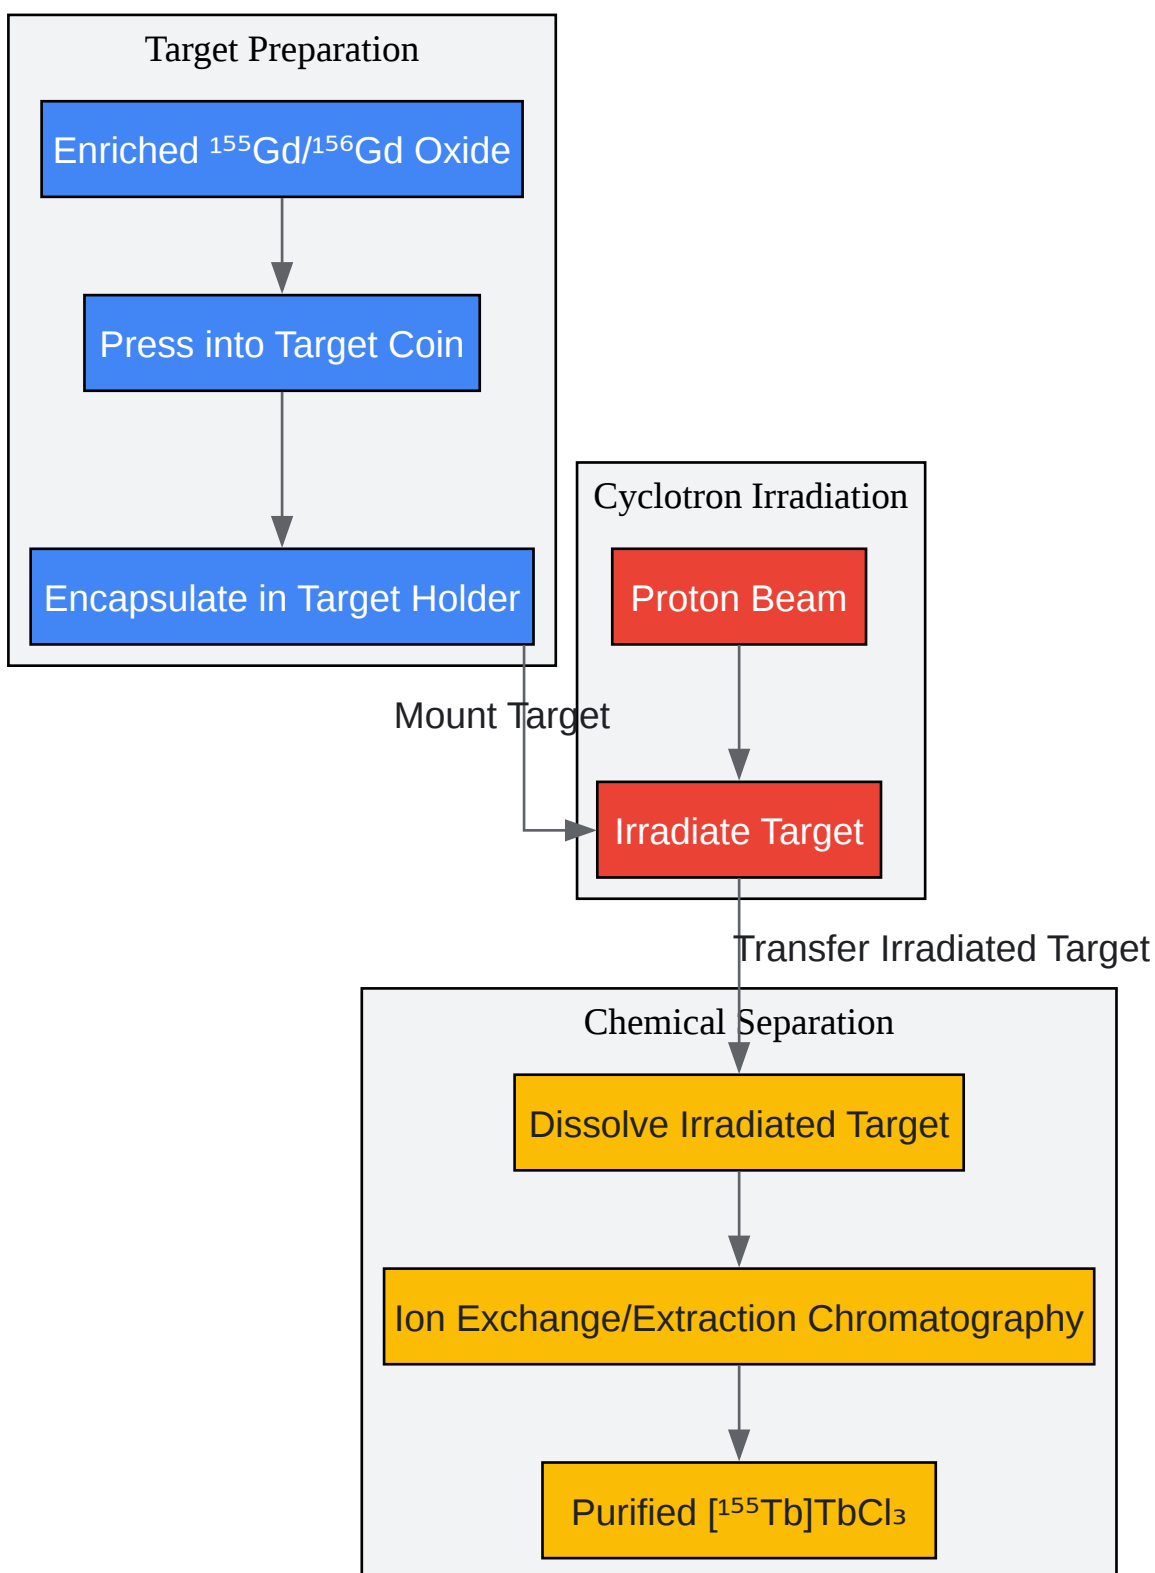 Target Preparation
Enriched ¹⁵⁵Gd/¹⁵⁶Gd Oxide
Press into Target Coin
Encapsulate in Target Holder
Mount Target
Cyclotron Irradiation
Proton Beam
Irradiate Target
Transfer Irradiated Target
Chemical Separation
Dissolve Irradiated Target
Ion Exchange/Extraction Chromatography
Purified [¹⁵⁵Tb]TbCl₃